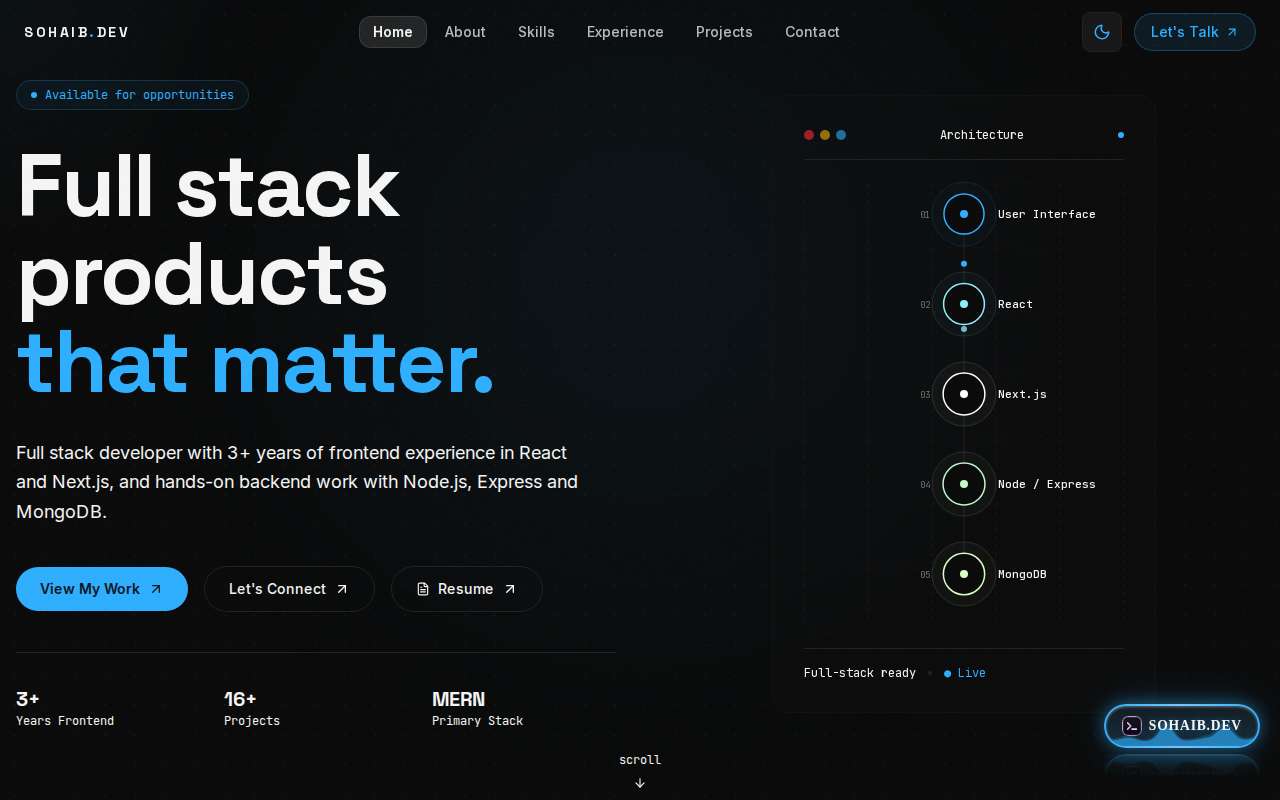 SOHAIB.DEV
Home
About
Skills
Experience
Projects
Contact
Let's Talk
Available for opportunities
Full stack
products
that matter.
Full stack developer with 3+ years of frontend experience in React
and Next.js, and hands-on backend work with Node.js, Express and
MongoDB.
View My Work
Let's Connect
Resume
3+
Years Frontend
16+
Projects
MERN
Primary Stack
Architecture
01
User Interface
02
React
03
Next.js
04
Node / Express
05
MongoDB
Full-stack ready
Live
SOHAIB.DEV
scroll